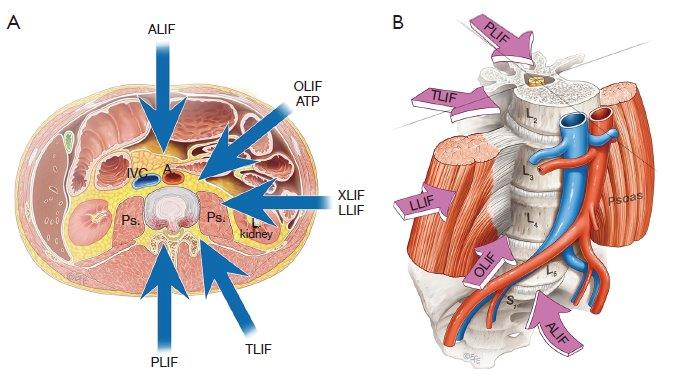 A
ALIF
OLIF
ATP
IVC
A
XLIF
LLIF
Ps.
Ps.
L
kidney
PLIF
TLIF
B
PLIF
TLIF
L2
L3
LLIF
Psoas
L4
OLIF
L5
S1
ALIF